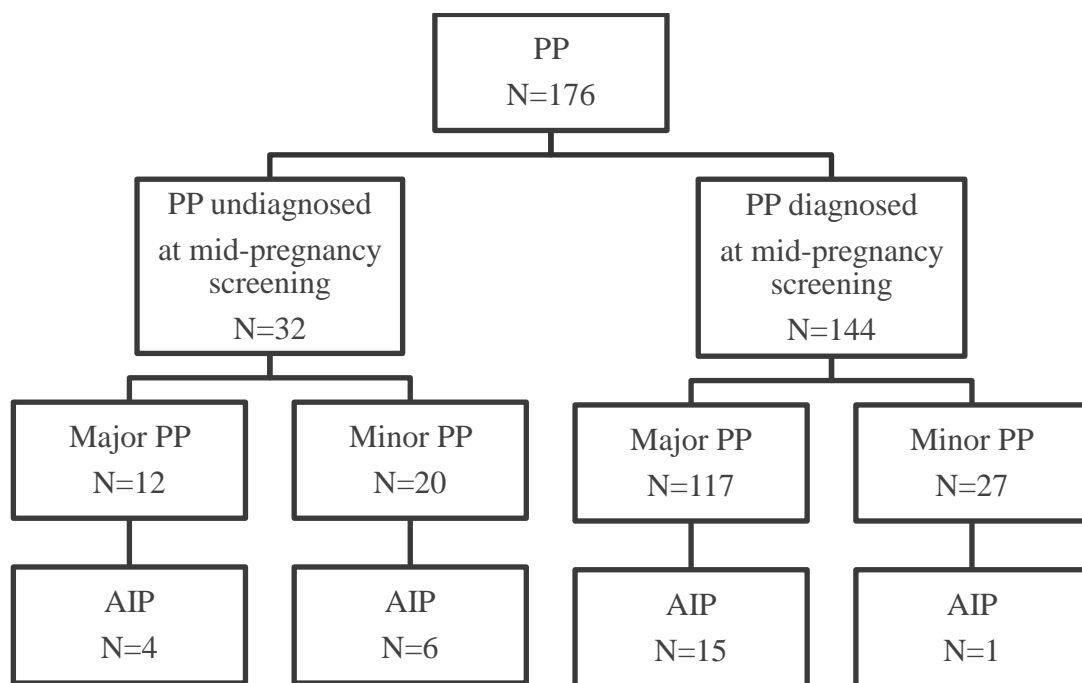 PP
N=176
PP undiagnosed
at mid-pregnancy
screening
N=32
PP diagnosed
at mid-pregnancy
screening
N=144
Major PP
N=12
Minor PP
N=20
Major PP
N=117
Minor PP
N=27
AIP
N=4
AIP
N=6
AIP
N=15
AIP
N=1